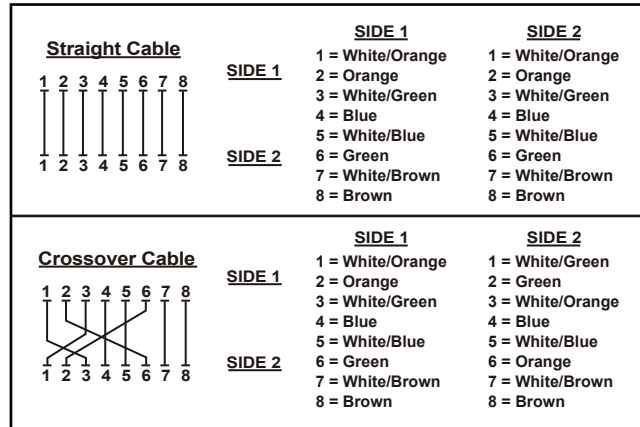 Straight Cable
1 2 3 4 5 6 7 8
1 2 3 4 5 6 7 8
SIDE 1
SIDE 2
SIDE 1
1 = White/Orange
2 = Orange
3 = White/Green
4 = Blue
5 = White/Blue
6 = Green
7 = White/Brown
8 = Brown
SIDE 2
1 = White/Orange
2 = Orange
3 = White/Green
4 = Blue
5 = White/Blue
6 = Green
7 = White/Brown
8 = Brown
Crossover Cable
1 2 3 4 5 6 7 8
1 2 3 4 5 6 7 8
SIDE 1
SIDE 2
SIDE 1
1 = White/Orange
2 = Orange
3 = White/Green
4 = Blue
5 = White/Blue
6 = Green
7 = White/Brown
8 = Brown
SIDE 2
1 = White/Green
2 = Green
3 = White/Orange
4 = Blue
5 = White/Blue
6 = Orange
7 = White/Brown
8 = Brown